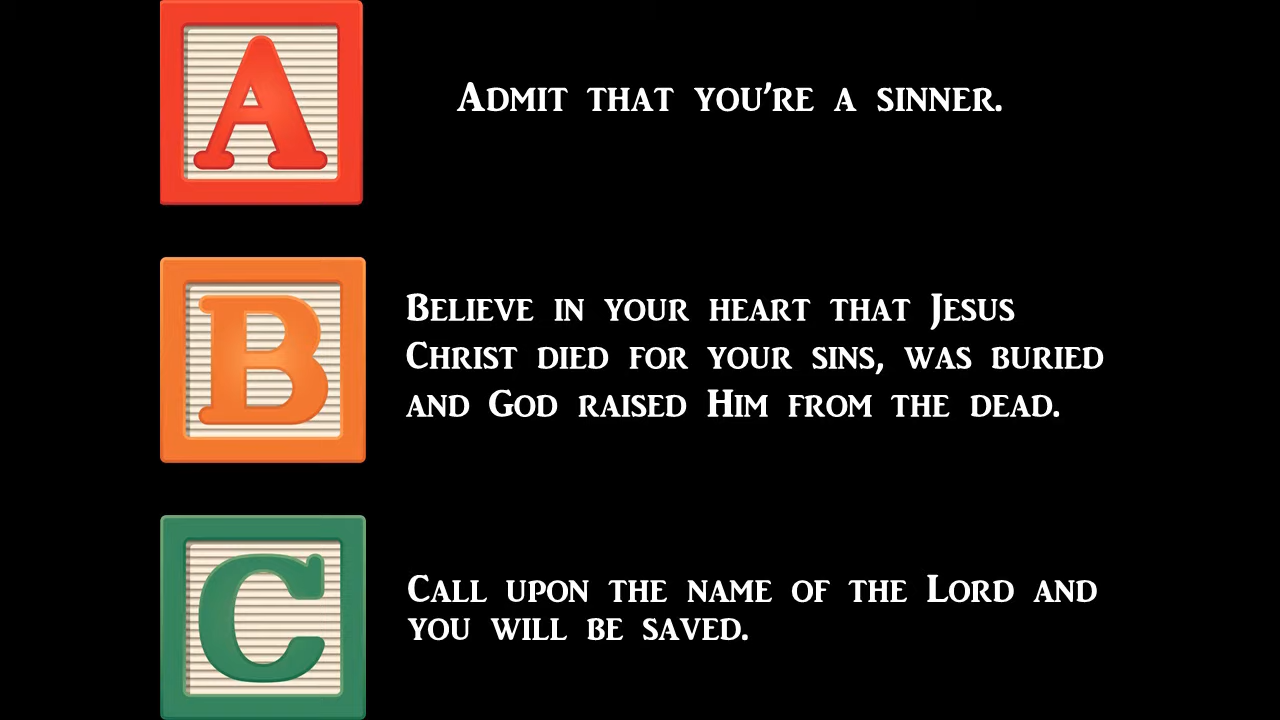 A
Admit that you're a sinner.
B
Believe in your heart that Jesus
Christ died for your sins, was buried
and God raised Him from the dead.
C
Call upon the name of the Lord and
you will be saved.